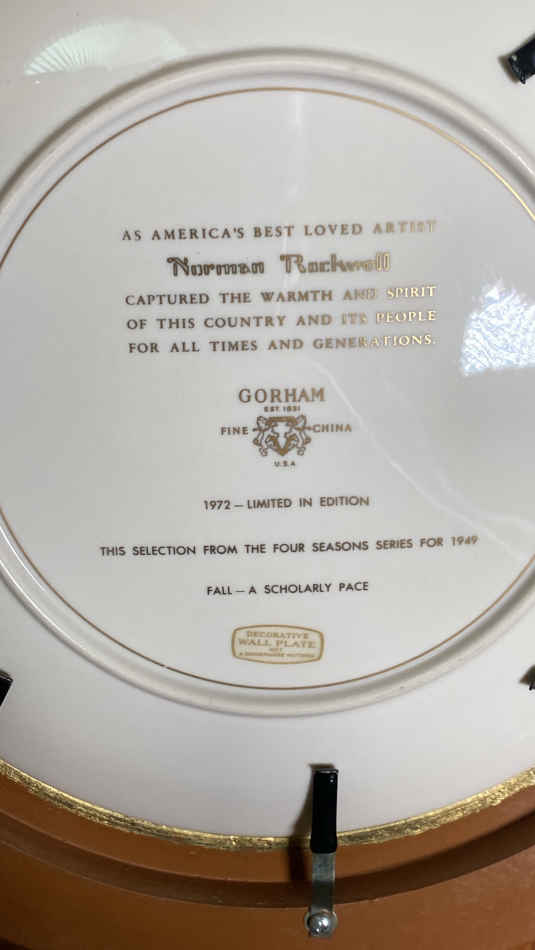 AS AMERICA'S BEST LOVED ARTIST
Norman Rockwell
CAPTURED THE WARMTH AND SPIRIT
OF THIS COUNTRY AND ITS PEOPLE
FOR ALL TIMES AND GENERATIONS.
GORHAM
EST. 1831
FINE CHINA
U.S.A
1972 – LIMITED IN EDITION
THIS SELECTION FROM THE FOUR SEASONS SERIES FOR 1949
FALL – A SCHOLARLY PACE
DECORATIVE
WALL PLATE